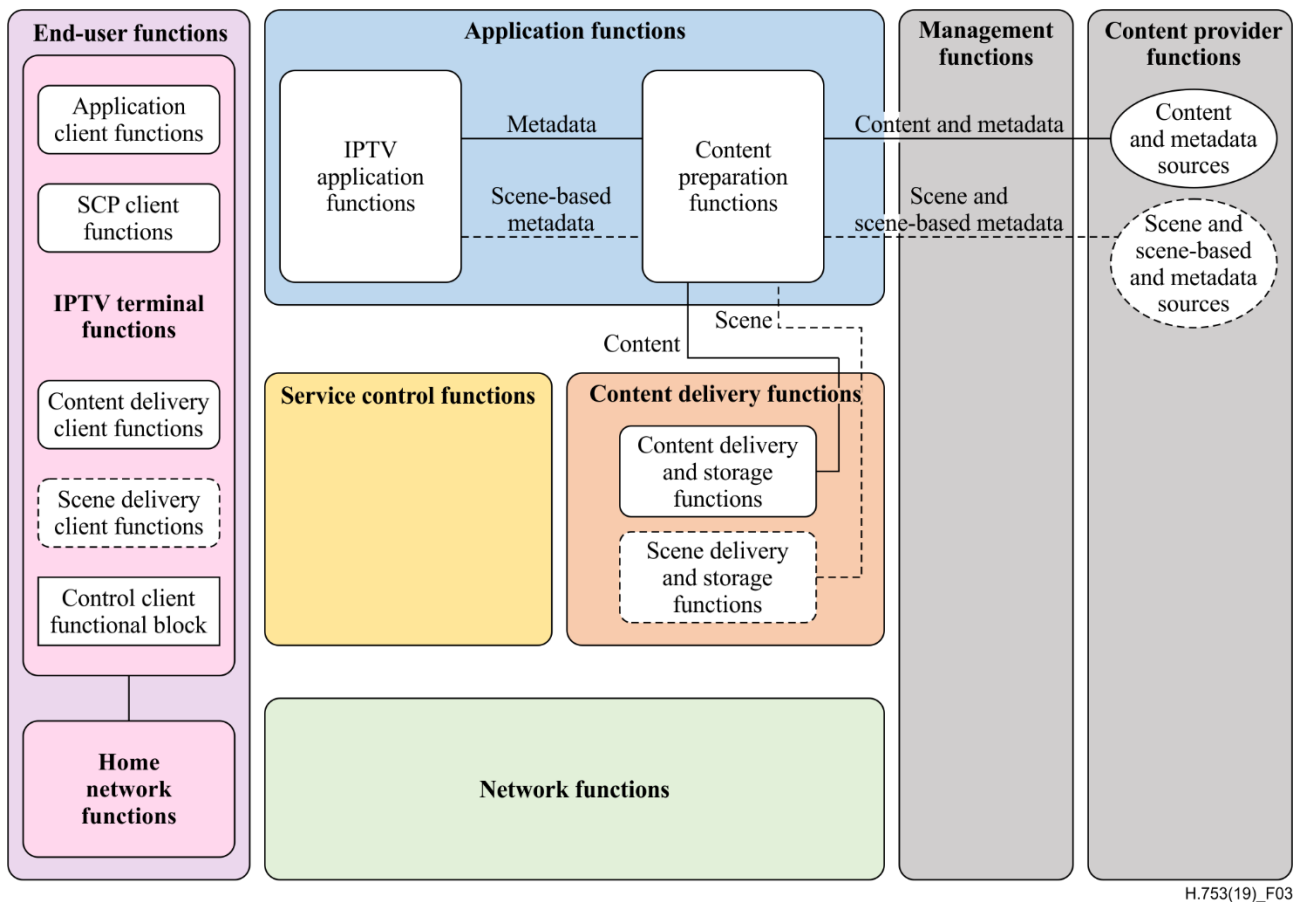 End-user functions
Application
client functions
SCP client
functions
IPTV terminal
functions
Content delivery
client functions
Scene delivery
client functions
Control client
functional block
Home
network
functions
Application functions
IPTV
application
functions
Metadata
Scene-based
metadata
Content
preparation
functions
Content and metadata
Scene and
scene-based metadata
Scene
Content
Service control functions
Content delivery functions
Content delivery
and storage
functions
Scene delivery
and storage
functions
Network functions
Management
functions
Content provider
functions
Content
and metadata
sources
Scene and
scene-based
and metadata
sources
H.753(19)_F03